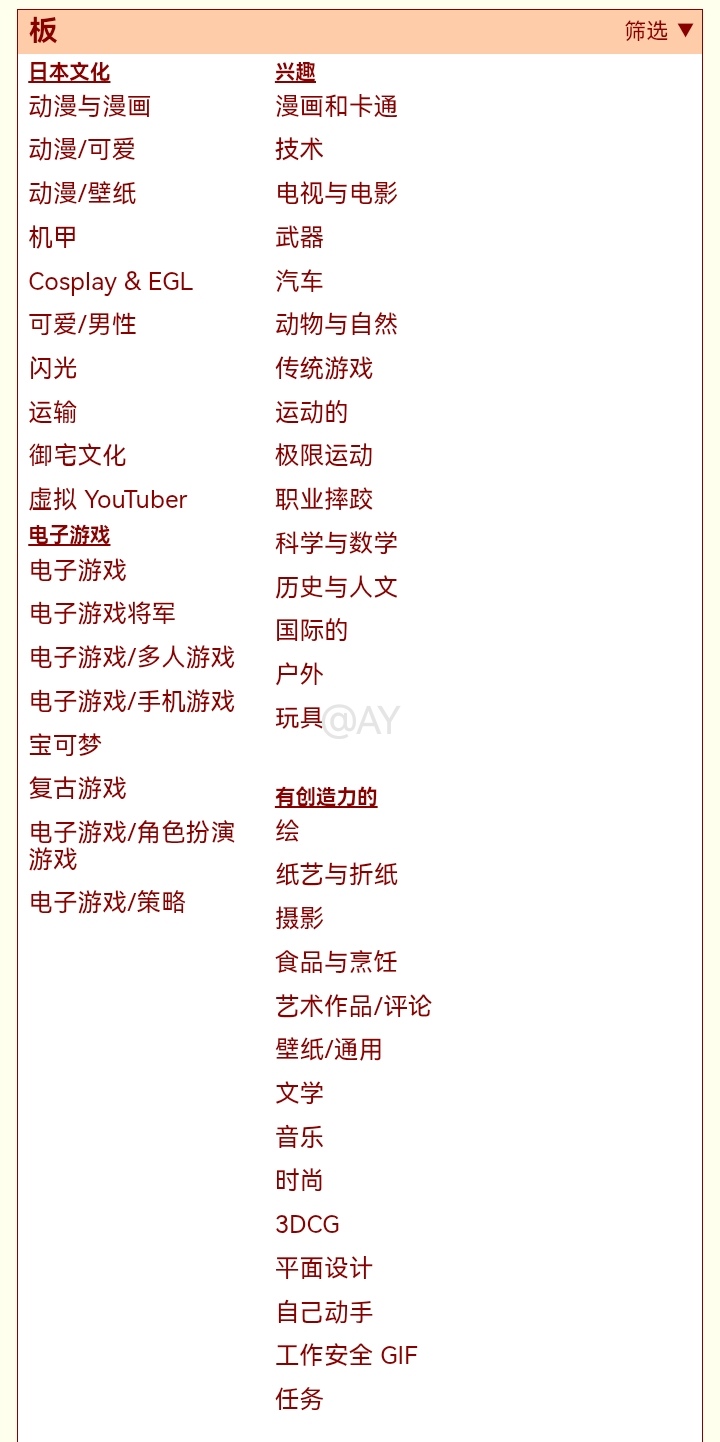 板
筛选 ▼
日本文化
动漫与漫画
动漫/可爱
动漫/壁纸
机甲
Cosplay & EGL
可爱/男性
闪光
运输
御宅文化
虚拟 YouTuber
电子游戏
电子游戏
电子游戏将军
电子游戏/多人游戏
电子游戏/手机游戏
宝可梦
复古游戏
电子游戏/角色扮演
游戏
电子游戏/策略
兴趣
漫画和卡通
技术
电视与电影
武器
汽车
动物与自然
传统游戏
运动的
极限运动
职业摔跤
科学与数学
历史与人文
国际的
户外
玩具
@AY
有创造力的
绘
纸艺与折纸
摄影
食品与烹饪
艺术作品/评论
壁纸/通用
文学
音乐
时尚
3DCG
平面设计
自己动手
工作安全 GIF
任务